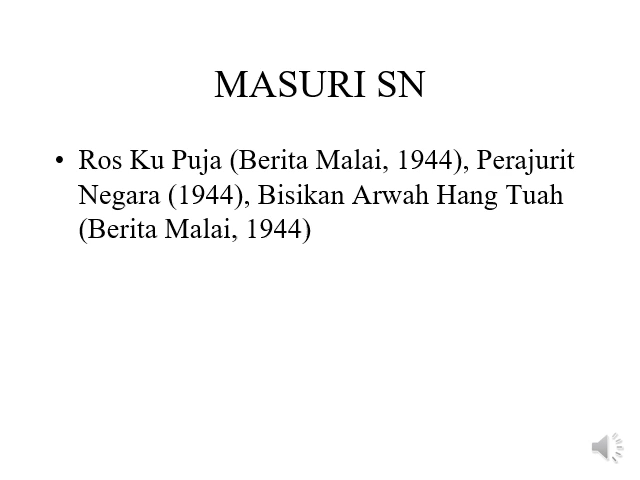 MASURI SN
• Ros Ku Puja (Berita Malai, 1944), Perajurit
Negara (1944), Bisikan Arwah Hang Tuah
(Berita Malai, 1944)